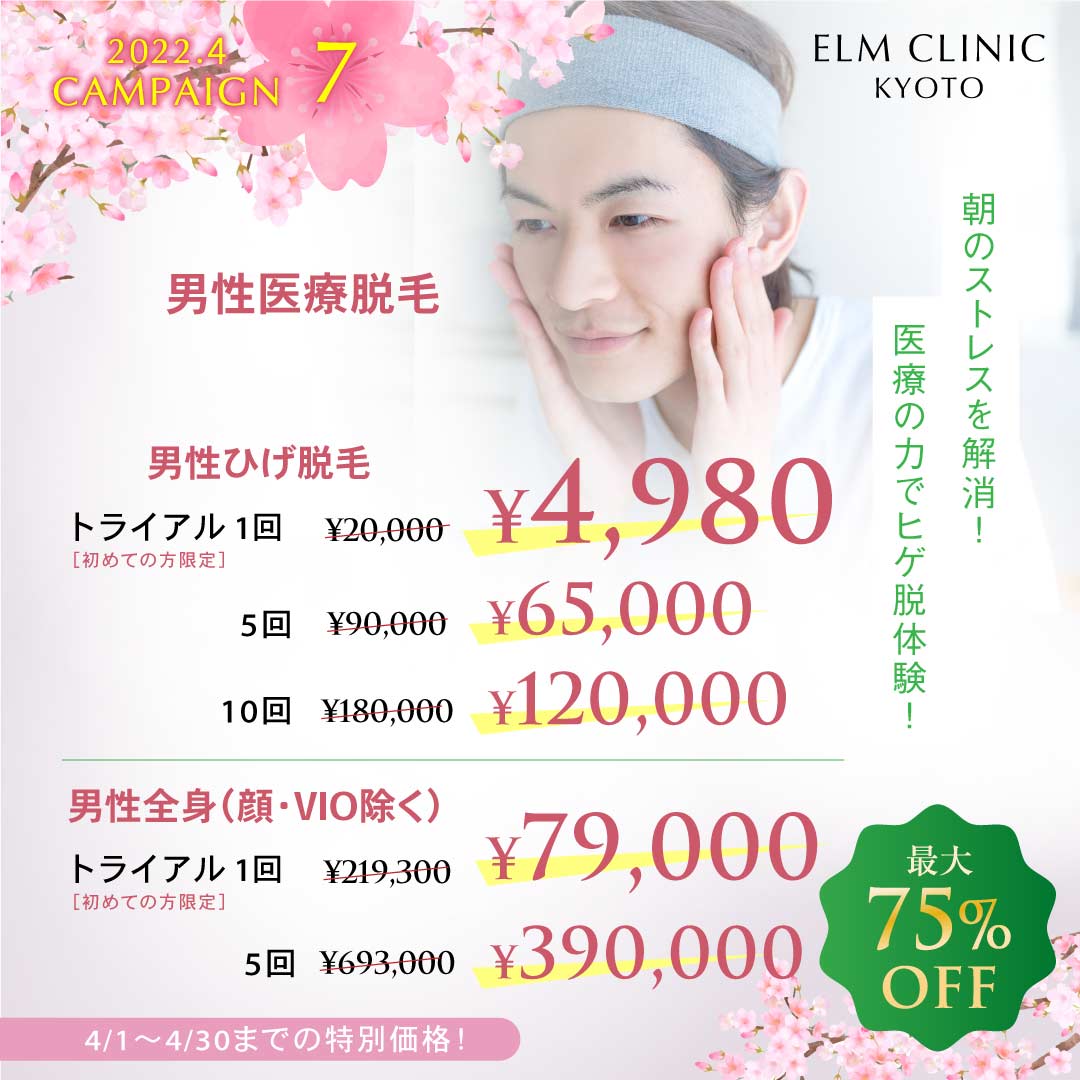 2022.4
CAMPAIGN 7
ELM CLINIC
KYOTO
朝のストレスを解消！
医療の力でヒゲ脱体験！
男性医療脱毛
男性ひげ脱毛
トライアル 1回 ¥20,000 ¥4,980
［初めての方限定］
5回 ¥90,000 ¥65,000
10回 ¥180,000 ¥120,000
男性全身（顔・VIO除く）
トライアル 1回 ¥219,300 ¥79,000
［初めての方限定］
5回 ¥693,000 ¥390,000
最大
75%
OFF
4/1〜4/30までの特別価格！